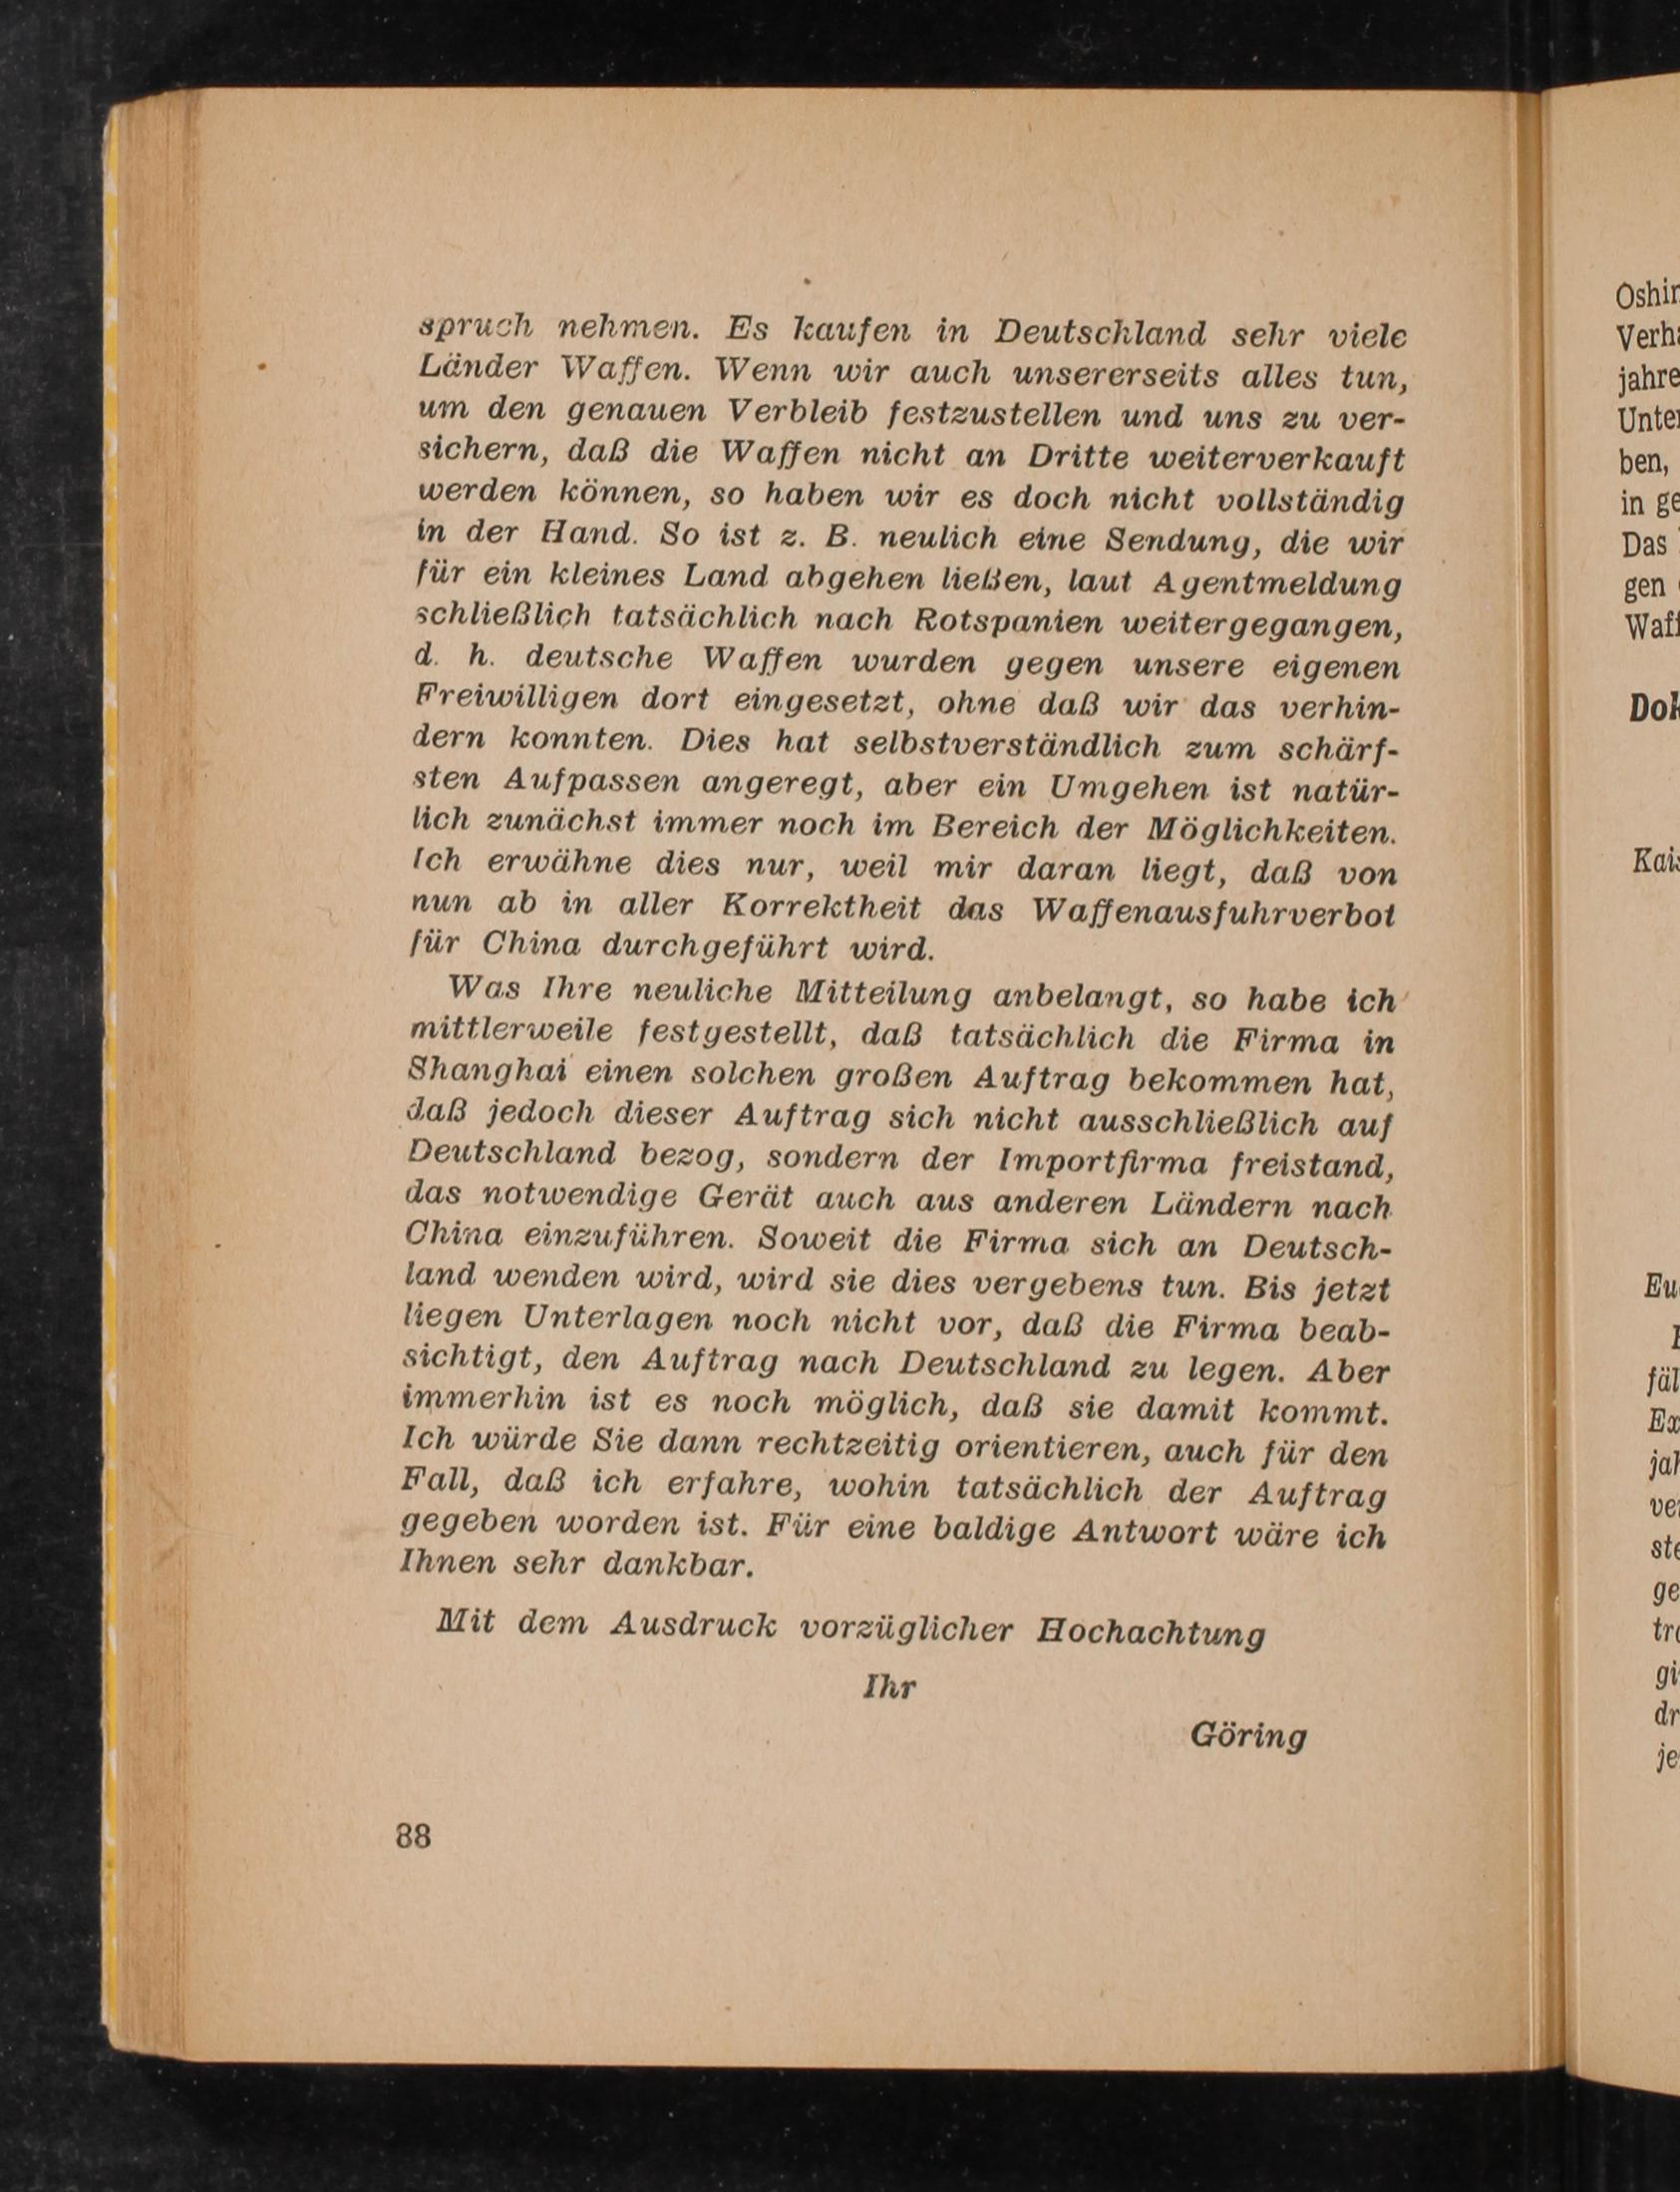 spruch nehmen. Es kaufen in Deutschland sehr viele
Länder Waffen. Wenn wir auch unsererseits alles tun,
um den genauen Verbleib festzustellen und uns zu ver-
sichern, daß die Waffen nicht an Dritte weiterverkauft
werden können, so haben wir es doch nicht vollständig
in der Hand. So ist z. B. neulich eine Sendung, die wir
für ein kleines Land abgehen ließen, laut Agentmeldung
schließlich tatsächlich nach Rotspanien weitergegangen,
d. h. deutsche Waffen wurden gegen unsere eigenen
Freiwilligen dort eingesetzt, ohne daß wir das verhin-
dern konnten. Dies hat selbstverständlich zum schärf-
sten Aufpassen angeregt, aber ein Umgehen ist natür-
lich zunächst immer noch im Bereich der Möglichkeiten.
Ich erwähne dies nur, weil mir daran liegt, daß von
nun ab in aller Korrektheit das Waffenausfuhrverbot
für China durchgeführt wird.
Was Ihre neuliche Mitteilung anbelangt, so habe ich
mittlerweile festgestellt, daß tatsächlich die Firma in
Shanghai einen solchen großen Auftrag bekommen hat,
daß jedoch dieser Auftrag sich nicht ausschließlich auf
Deutschland bezog, sondern der Importfirma freistand,
das notwendige Gerät auch aus anderen Ländern nach
China einzuführen. Soweit die Firma sich an Deutsch-
land wenden wird, wird sie dies vergebens tun. Bis jetzt
liegen Unterlagen noch nicht vor, daß die Firma beab-
sichtigt, den Auftrag nach Deutschland zu legen. Aber
immerhin ist es noch möglich, daß sie damit kommt.
Ich würde Sie dann rechtzeitig orientieren, auch für den
Fall, daß ich erfahre, wohin tatsächlich der Auftrag
gegeben worden ist. Für eine baldige Antwort wäre ich
Ihnen sehr dankbar.
Mit dem Ausdruck vorzüglicher Hochachtung
Ihr
Göring
88
jahre
ben,
in ge
Das
gen